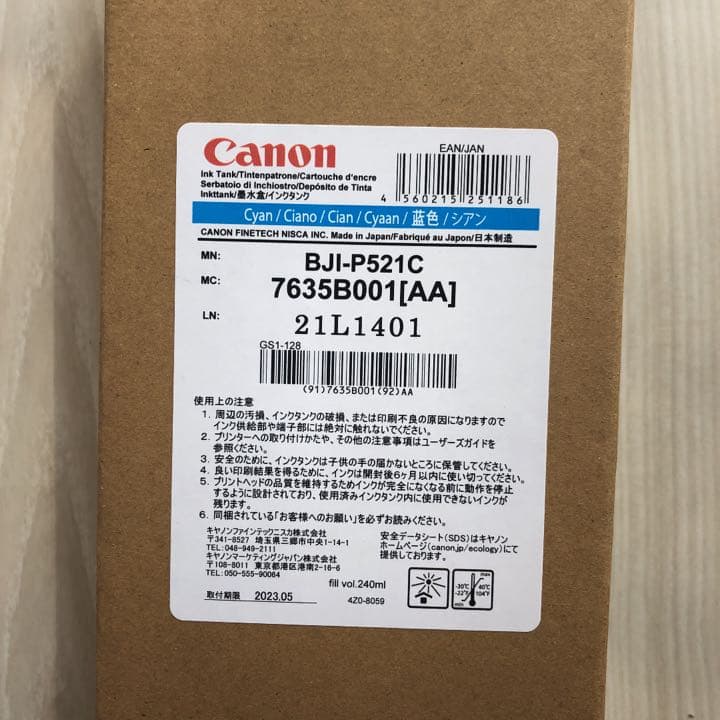 Canon
EAN/JAN
Ink Tank/Tintenpatrone/Cartouche d'encre
Serbatoio di Inchiostro/Depósito de Tinta
Inkttank/墨水盒/インクタンク
4 560215 251186
Cyan / Ciano / Cian / Cyaan / 蓝色 / シアン
CANON FINETECH NISCA INC. Made in Japan/Fabriqué au Japon/日本制造
MN: BJI-P521C
MC: 7635B001[AA]
LN: 21L1401
GS1-128
(91)7635B001(92)AA
使用上の注意
1. 周辺の汚損、インクタンクの破損、または印刷不良の原因になりますので
インク供給部や端子部には絶対に触れないでください。
2. プリンターへの取り付けかたや、その他の注意事項はユーザーズガイドを
参照ください。
3. 安全のために、インクタンクは子供の手の届かないところに保管してください。
4. 良い印刷結果を得るために、インクは開封後6ヶ月以内に使い切ってください。
5. プリントヘッドの品質を維持するためインクが完全になくなる前に動作を停止
するように設計されており、使用済みインクタンク内に使用できないインクが
残ります。
6. 同梱されている「お客様へのお願い」を必ずお読みください。
キヤノンファインテックニスカ株式会社
〒341-8527 埼玉県三郷市中央1-14-1
TEL:048-949-2111
キヤノンマーケティングジャパン株式会社
〒108-8011 東京都港区港南2-16-6
TEL:050-555-90064
安全データシート(SDS)はキヤノン
ホームページ(canon.jp/ecology)にて
提供しております。
fill vol.240ml
取付期限 2023.05
4Z0-8059
max
-30℃ 40℃
-22°F 104°F
min